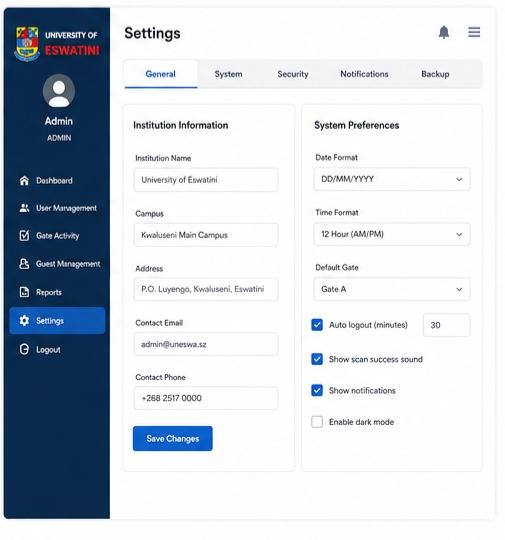 UNIVERSITY OF
ESWATINI
Admin
ADMIN
Dashboard
User Management
Gate Activity
Guest Management
Reports
Settings
Logout
Settings
General
System
Security
Notifications
Backup
Institution Information
Institution Name
University of Eswatini
Campus
Kwaluseni Main Campus
Address
P.O. Luyengo, Kwaluseni, Eswatini
Contact Email
admin@uneswa.sz
Contact Phone
+268 2517 0000
Save Changes
System Preferences
Date Format
DD/MM/YYYY
Time Format
12 Hour (AM/PM)
Default Gate
Gate A
Auto logout (minutes) 30
Show scan success sound
Show notifications
Enable dark mode